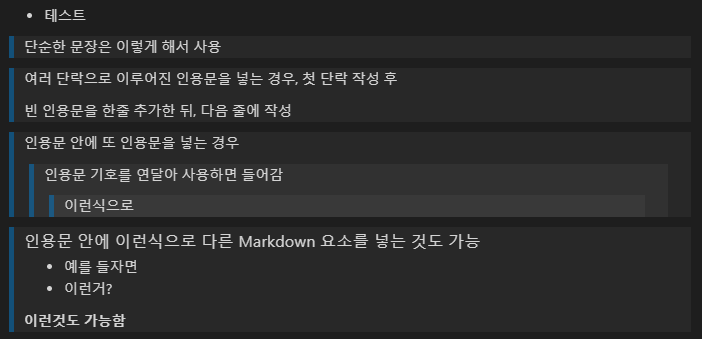 테스트
단순한 문장은 이렇게 해서 사용
여러 단락으로 이루어진 인용문을 넣는 경우, 첫 단락 작성 후
빈 인용문을 한줄 추가한 뒤, 다음 줄에 작성
인용문 안에 또 인용문을 넣는 경우
인용문 기호를 연달아 사용하면 들어감
이런식으로
인용문 안에 이런식으로 다른 Markdown 요소를 넣는 것도 가능
예를 들자면
이런거?
이런것도 가능함